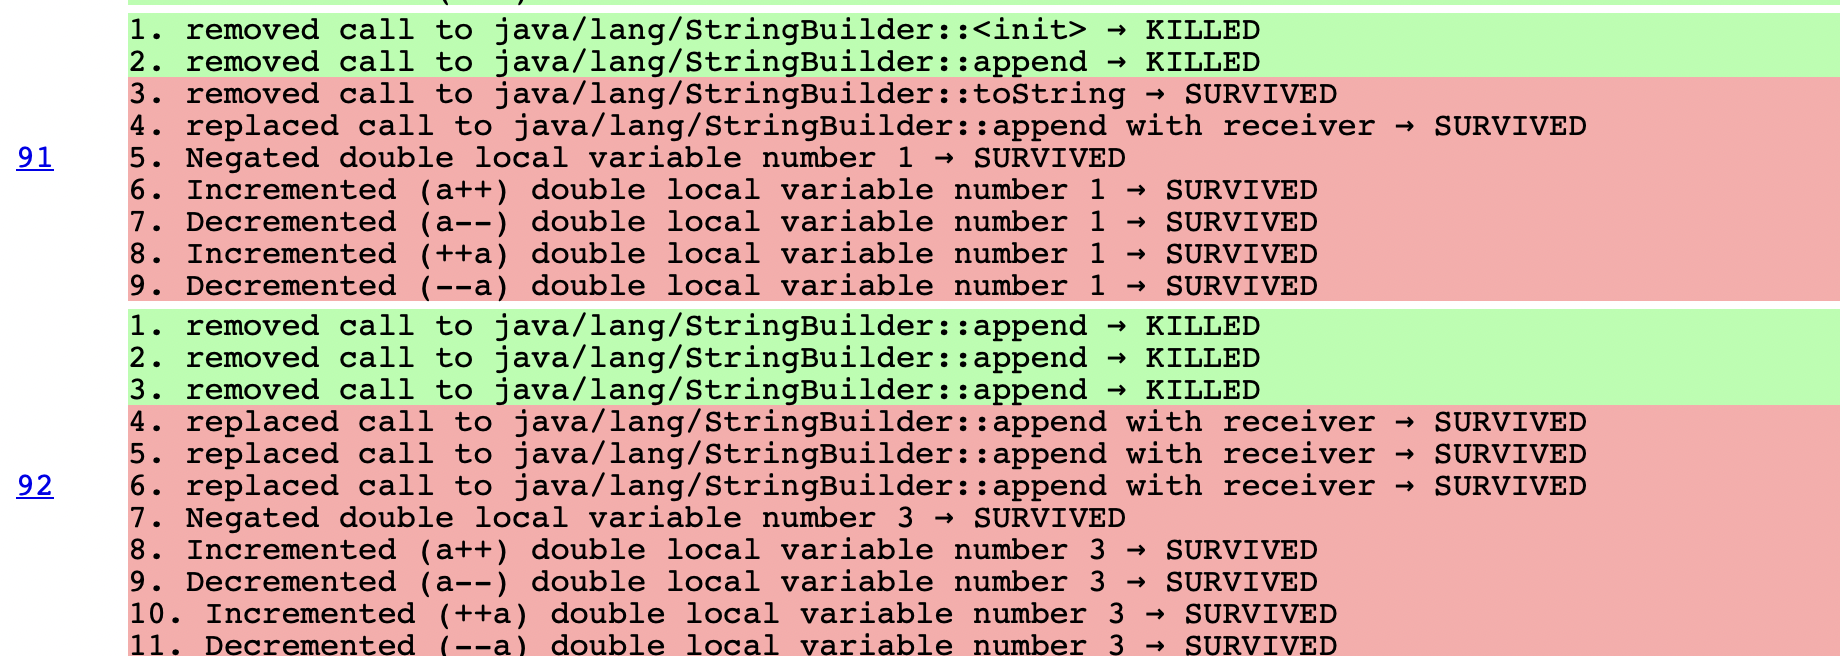 1. removed call to java/lang/StringBuilder::<init> → KILLED
2. removed call to java/lang/StringBuilder::append → KILLED
3. removed call to java/lang/StringBuilder::toString → SURVIVED
4. replaced call to java/lang/StringBuilder::append with receiver → SURVIVED
91 5. Negated double local variable number 1 → SURVIVED
6. Incremented (a++) double local variable number 1 → SURVIVED
7. Decremented (a--) double local variable number 1 → SURVIVED
8. Incremented (++a) double local variable number 1 → SURVIVED
9. Decremented (--a) double local variable number 1 → SURVIVED
1. removed call to java/lang/StringBuilder::append → KILLED
2. removed call to java/lang/StringBuilder::append → KILLED
3. removed call to java/lang/StringBuilder::append → KILLED
4. replaced call to java/lang/StringBuilder::append with receiver → SURVIVED
5. replaced call to java/lang/StringBuilder::append with receiver → SURVIVED
92 6. replaced call to java/lang/StringBuilder::append with receiver → SURVIVED
7. Negated double local variable number 3 → SURVIVED
8. Incremented (a++) double local variable number 3 → SURVIVED
9. Decremented (a--) double local variable number 3 → SURVIVED
10. Incremented (++a) double local variable number 3 → SURVIVED
11. Decremented (--a) double local variable number 3 → SURVIVED